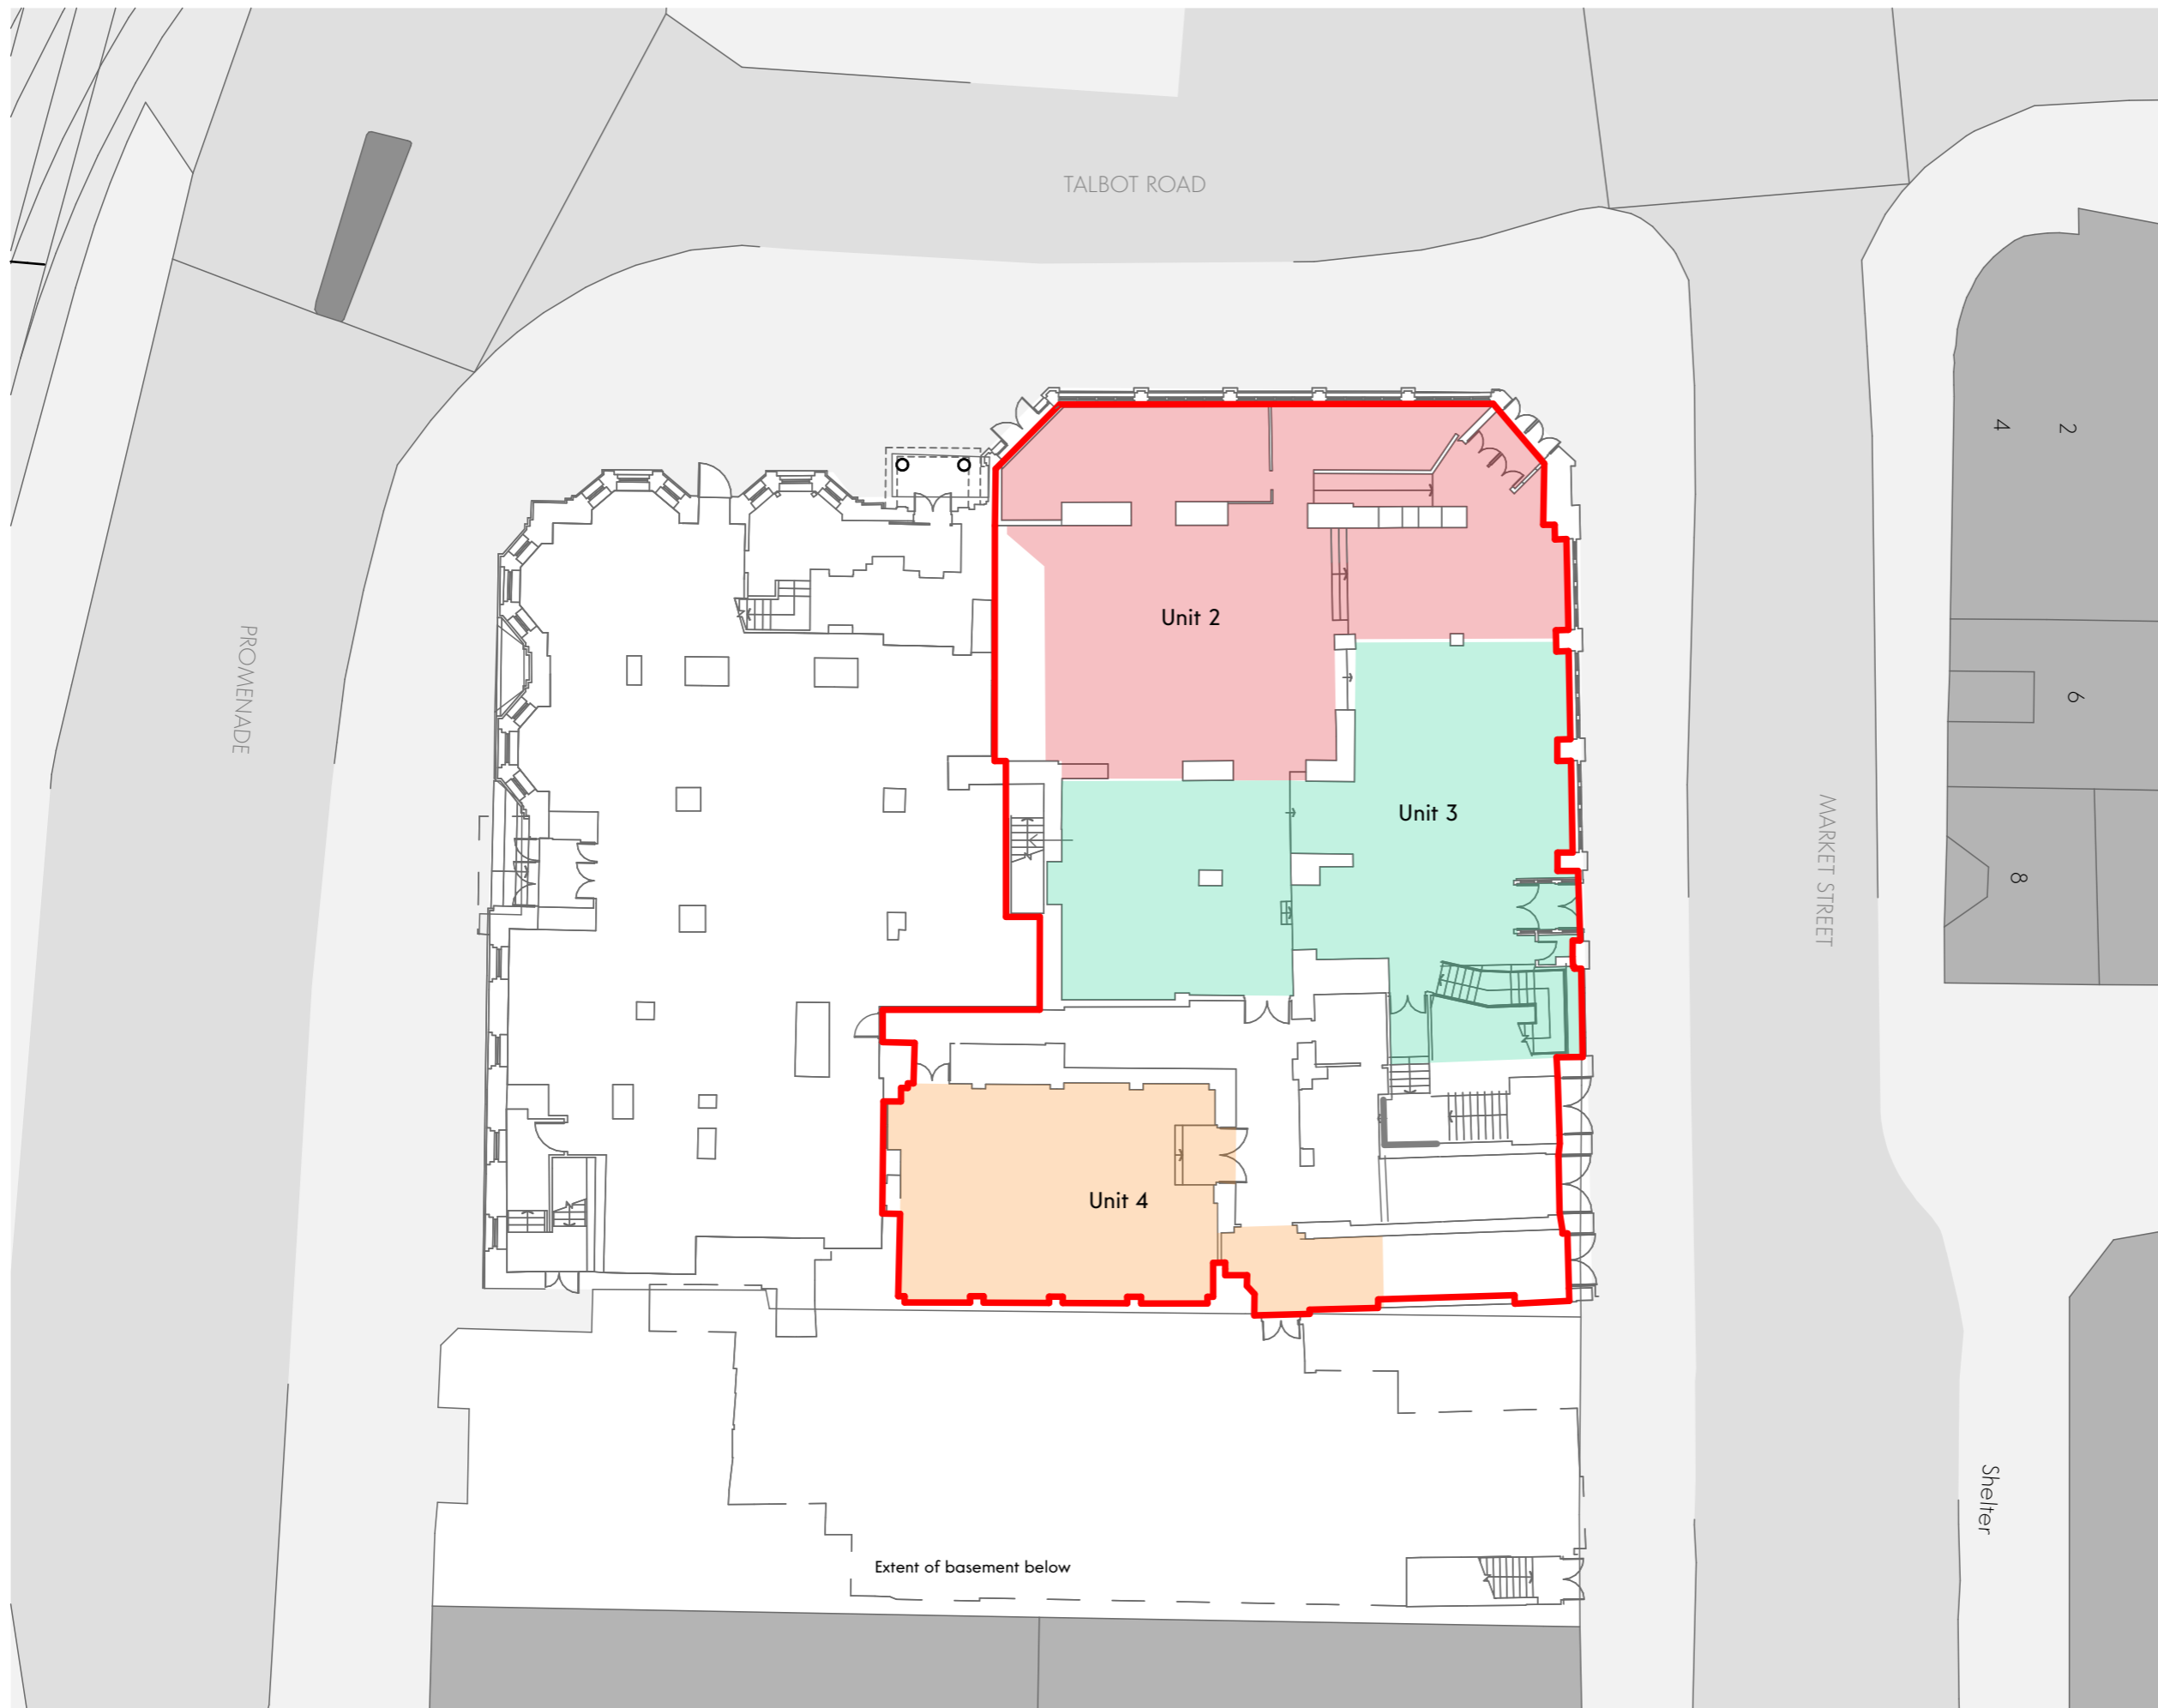 TALBOT ROAD
4
2
Unit 2
PROMENADE
6
Unit 3
MARKET STREET
8
Unit 4
Shelter
Extent of basement below